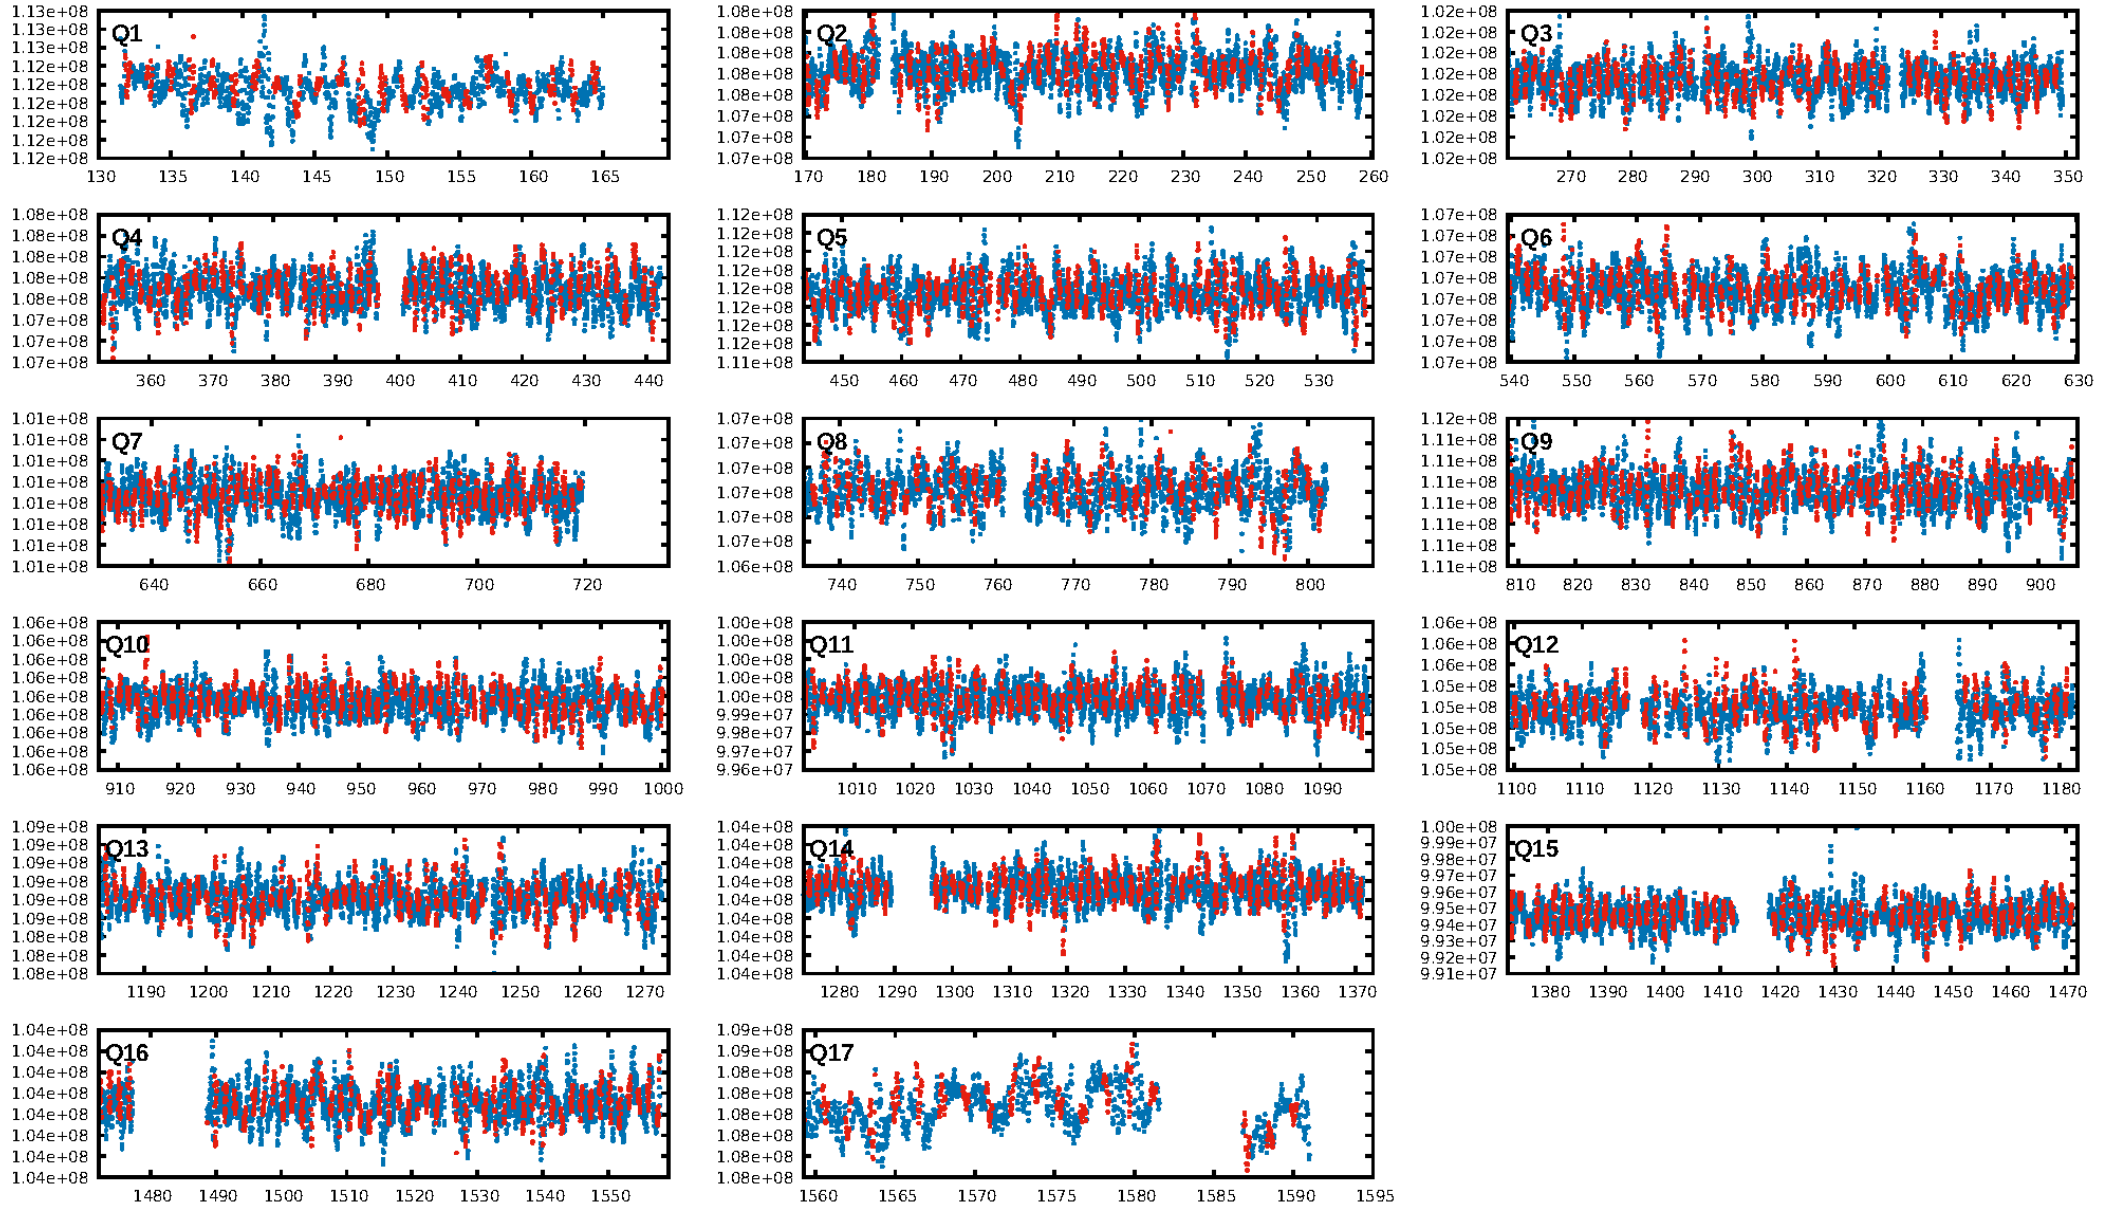 1.13e+08 1.13e+08 1.13e+08 1.12e+08 1.12e+08 1.12e+08 1.12e+08 1.12e+08 1.12e+08
Q1
130 135 140 145 150 155 160 165
1.08e+08 1.08e+08 1.08e+08 1.08e+08 1.08e+08 1.07e+08 1.07e+08 1.07e+08
Q2
170 180 190 200 210 220 230 240 250 260
1.02e+08 1.02e+08 1.02e+08 1.02e+08 1.02e+08 1.02e+08 1.02e+08 1.02e+08
Q3
270 280 290 300 310 320 330 340 350
1.08e+08 1.08e+08 1.08e+08 1.08e+08 1.08e+08 1.07e+08 1.07e+08 1.07e+08
Q4
360 370 380 390 400 410 420 430 440
1.12e+08 1.12e+08 1.12e+08 1.12e+08 1.12e+08 1.12e+08 1.12e+08 1.12e+08 1.11e+08
Q5
450 460 470 480 490 500 510 520 530
1.07e+08 1.07e+08 1.07e+08 1.07e+08 1.07e+08 1.07e+08 1.07e+08 1.07e+08
Q6
540 550 560 570 580 590 600 610 620 630
1.01e+08 1.01e+08 1.01e+08 1.01e+08 1.01e+08 1.01e+08 1.01e+08 1.01e+08
Q7
640 660 680 700 720
1.07e+08 1.07e+08 1.07e+08 1.07e+08 1.07e+08 1.07e+08 1.06e+08
Q8
740 750 760 770 780 790 800
1.12e+08 1.11e+08 1.11e+08 1.11e+08 1.11e+08 1.11e+08 1.11e+08 1.11e+08
Q9
810 820 830 840 850 860 870 880 890 900
1.06e+08 1.06e+08 1.06e+08 1.06e+08 1.06e+08 1.06e+08 1.06e+08 1.06e+08 1.06e+08
Q10
910 920 930 940 950 960 970 980 990 1000
1.00e+08 1.00e+08 1.00e+08 1.00e+08 1.00e+08 9.99e+07 9.98e+07 9.97e+07 9.96e+07
Q11
1010 1020 1030 1040 1050 1060 1070 1080 1090
1.06e+08 1.06e+08 1.06e+08 1.05e+08 1.05e+08 1.05e+08 1.05e+08 1.05e+08
Q12
1100 1110 1120 1130 1140 1150 1160 1170 1180
1.09e+08 1.09e+08 1.09e+08 1.09e+08 1.09e+08 1.09e+08 1.08e+08 1.08e+08 1.08e+08
Q13
1190 1200 1210 1220 1230 1240 1250 1260 1270
1.04e+08 1.04e+08 1.04e+08 1.04e+08 1.04e+08 1.04e+08 1.04e+08 1.04e+08 1.04e+08
Q14
1280 1290 1300 1310 1320 1330 1340 1350 1360 1370
1.00e+08 9.99e+07 9.98e+07 9.97e+07 9.96e+07 9.95e+07 9.94e+07 9.93e+07 9.92e+07 9.91e+07
Q15
1380 1390 1400 1410 1420 1430 1440 1450 1460 1470
1.04e+08 1.04e+08 1.04e+08 1.04e+08 1.04e+08 1.04e+08 1.04e+08 1.04e+08
Q16
1480 1490 1500 1510 1520 1530 1540 1550
1.09e+08 1.09e+08 1.08e+08 1.08e+08 1.08e+08 1.08e+08 1.08e+08 1.08e+08
Q17
1560 1565 1570 1575 1580 1585 1590 1595